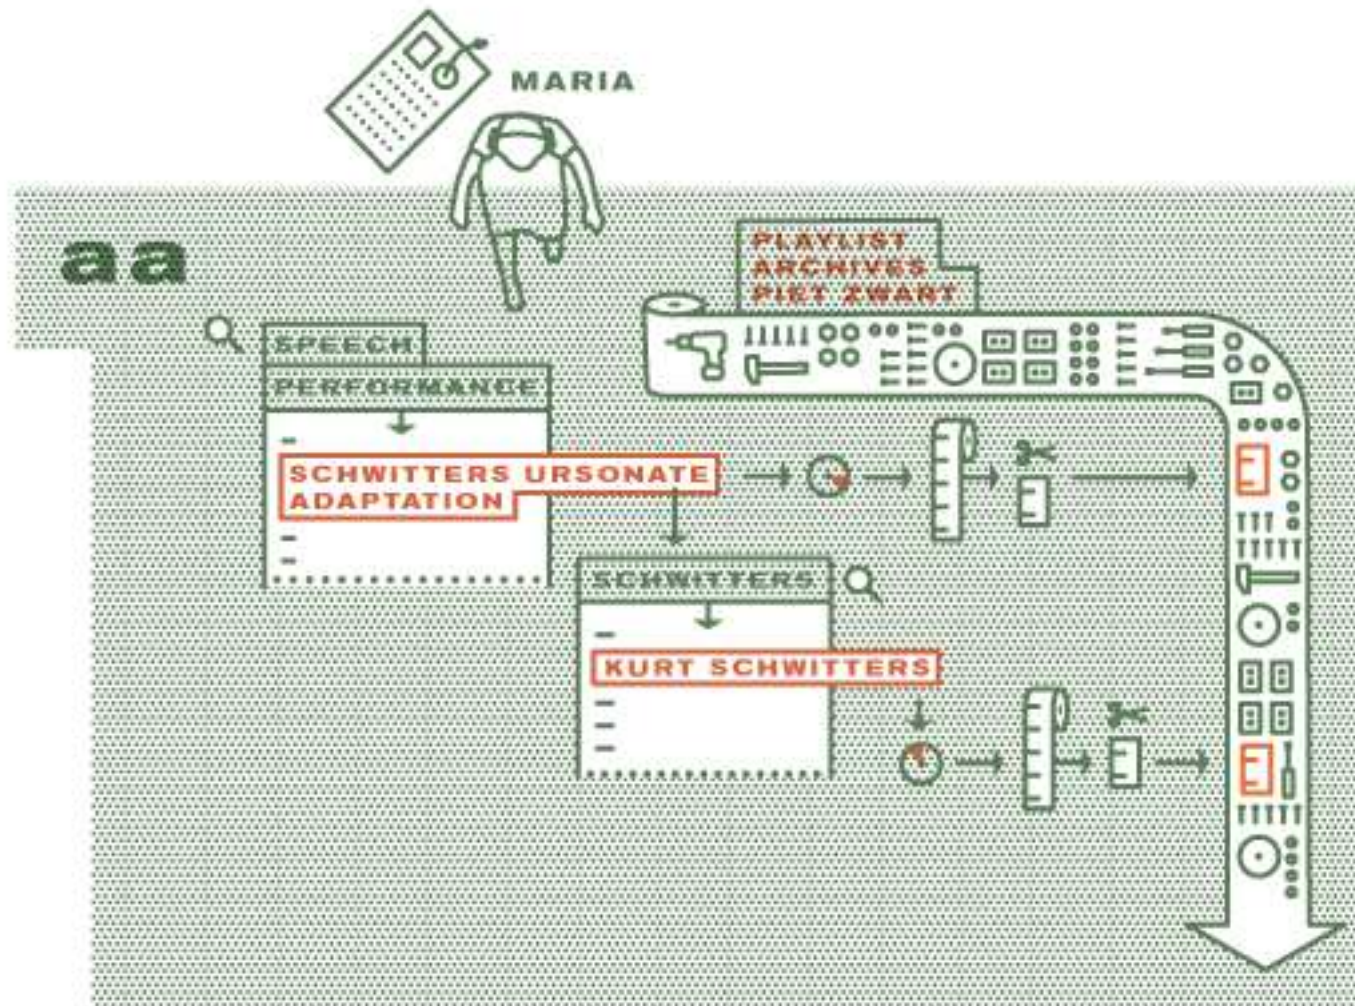 MARIA
aa
PLAYLIST
ARCHIVES
PIET ZWART
SPEECH
PERFORMANCE
SCHWITTERS URSONATE
ADAPTATION
SCHWITTERS
KURT SCHWITTERS